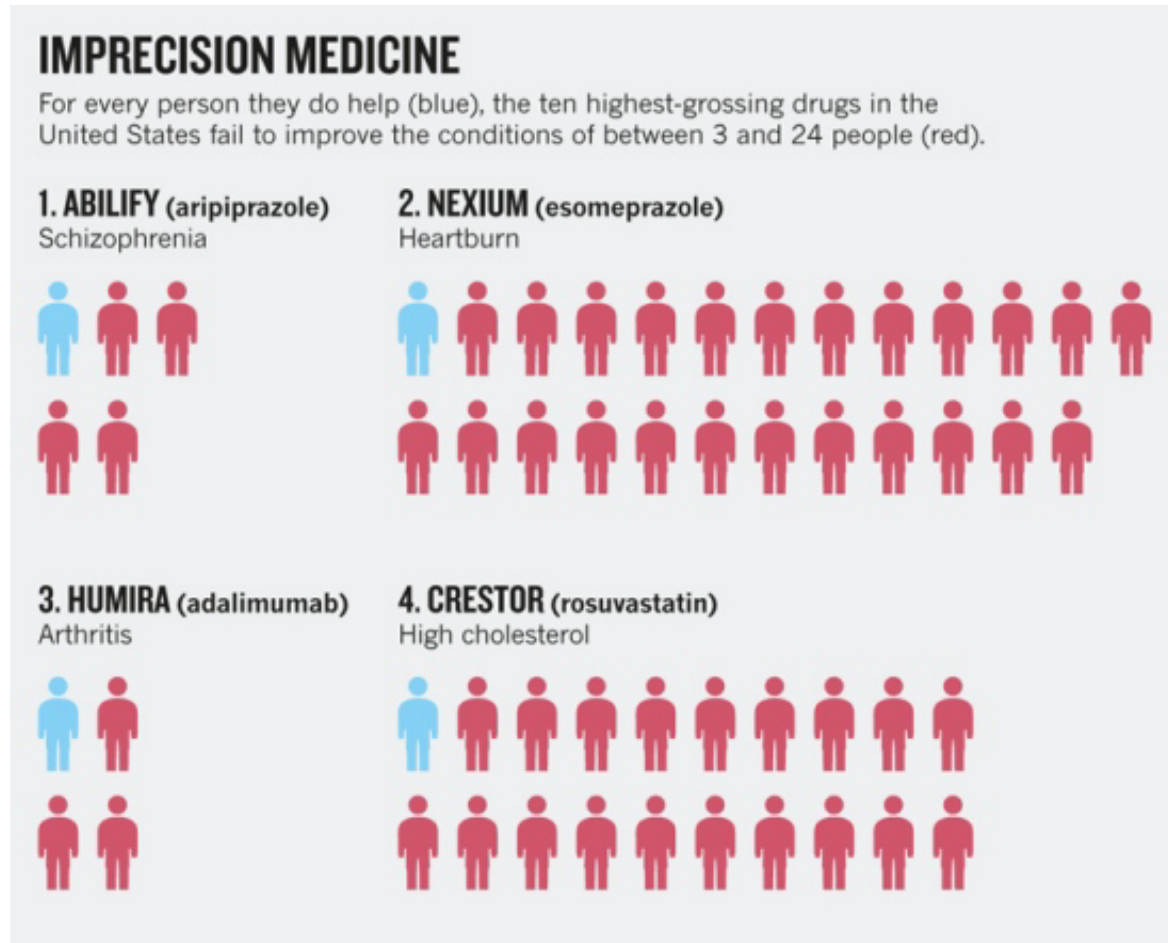 IMPRECISION MEDICINE
For every person they do help (blue), the ten highest-grossing drugs in the
United States fail to improve the conditions of between 3 and 24 people (red).
1. ABILIFY (aripiprazole)
Schizophrenia
2. NEXIUM (esomeprazole)
Heartburn
3. HUMIRA (adalimumab)
Arthritis
4. CRESTOR (rosuvastatin)
High cholesterol